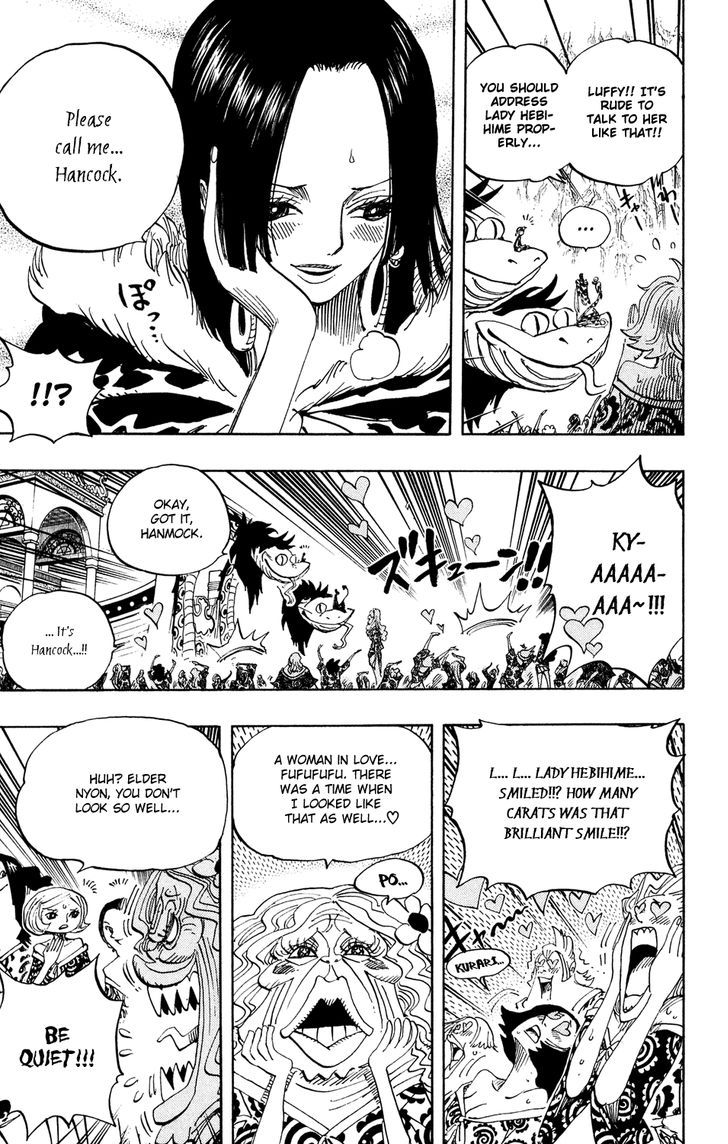 LUFFY!! IT'S
RUDE TO
TALK TO HER
LIKE THAT!!
YOU SHOULD
ADDRESS
LADY HEBI-
HIME PROP-
ERLY...
...
Please
call me...
Hancock.
ぽっ...
!!?
KY-
AAAAA-
AAA~!!!
ズキューン!!
OKAY,
GOT IT,
HANMOCK.
... It's
Hancock...!!
L... L... LADY HEBIHIME...
SMILED!!? HOW MANY
CARATS WAS THAT
BRILLIANT SMILE!!?
キャー
KURARI...
A WOMAN IN LOVE...
FUFUFUFU. THERE
WAS A TIME WHEN
I LOOKED LIKE
THAT AS WELL...♡
PO...
HUH? ELDER
NYON, YOU DON'T
LOOK SO WELL...
BE
QUIET!!!